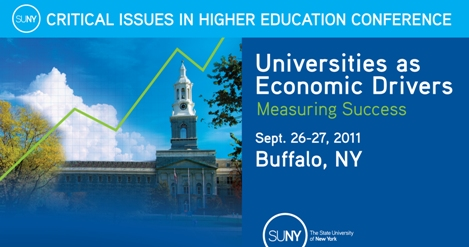 SUNY CRITICAL ISSUES IN HIGHER EDUCATION CONFERENCE
Universities as
Economic Drivers
Measuring Success
Sept. 26-27, 2011
Buffalo, NY
SUNY
The State University
of New York